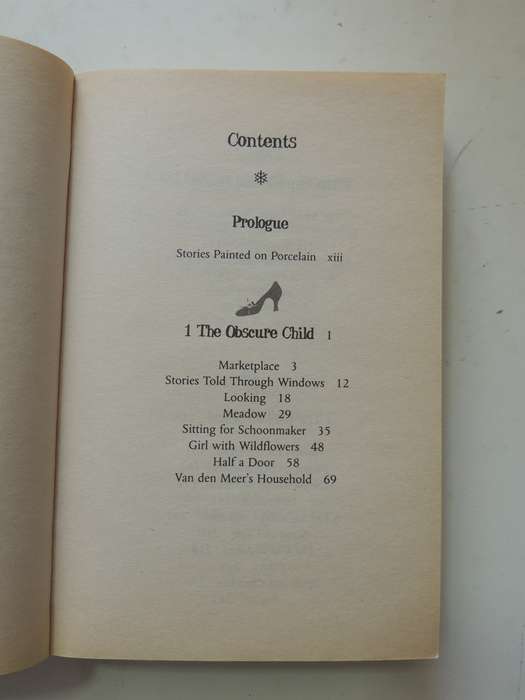 Contents
Prologue
Stories Painted on Porcelain xiii
1 The Obscure Child 1
Marketplace 3
Stories Told Through Windows 12
Looking 18
Meadow 29
Sitting for Schoonmaker 35
Girl with Wildflowers 48
Half a Door 58
Van den Meer's Household 69